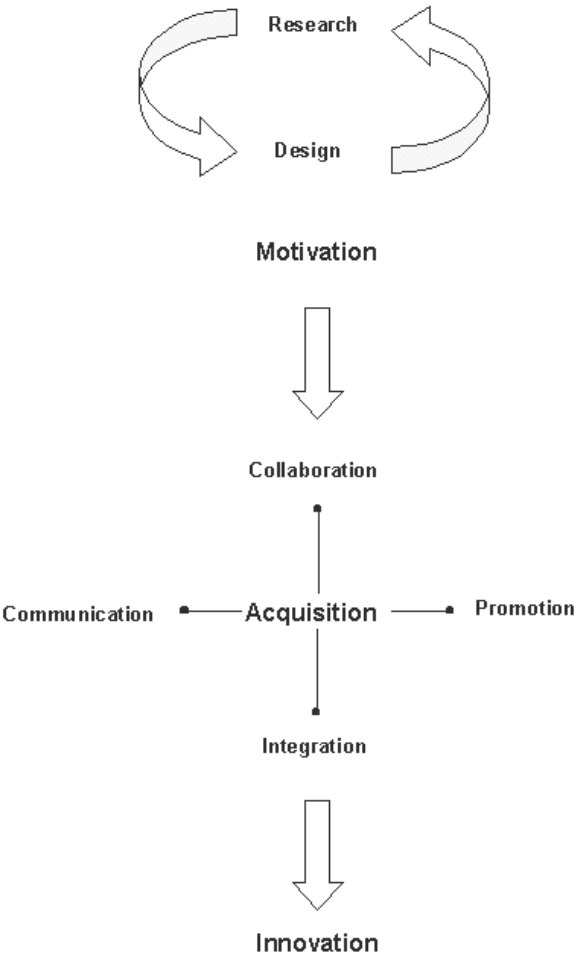 Research
Design
Motivation
Collaboration
Communication
Acquisition
Promotion
Integration
Innovation